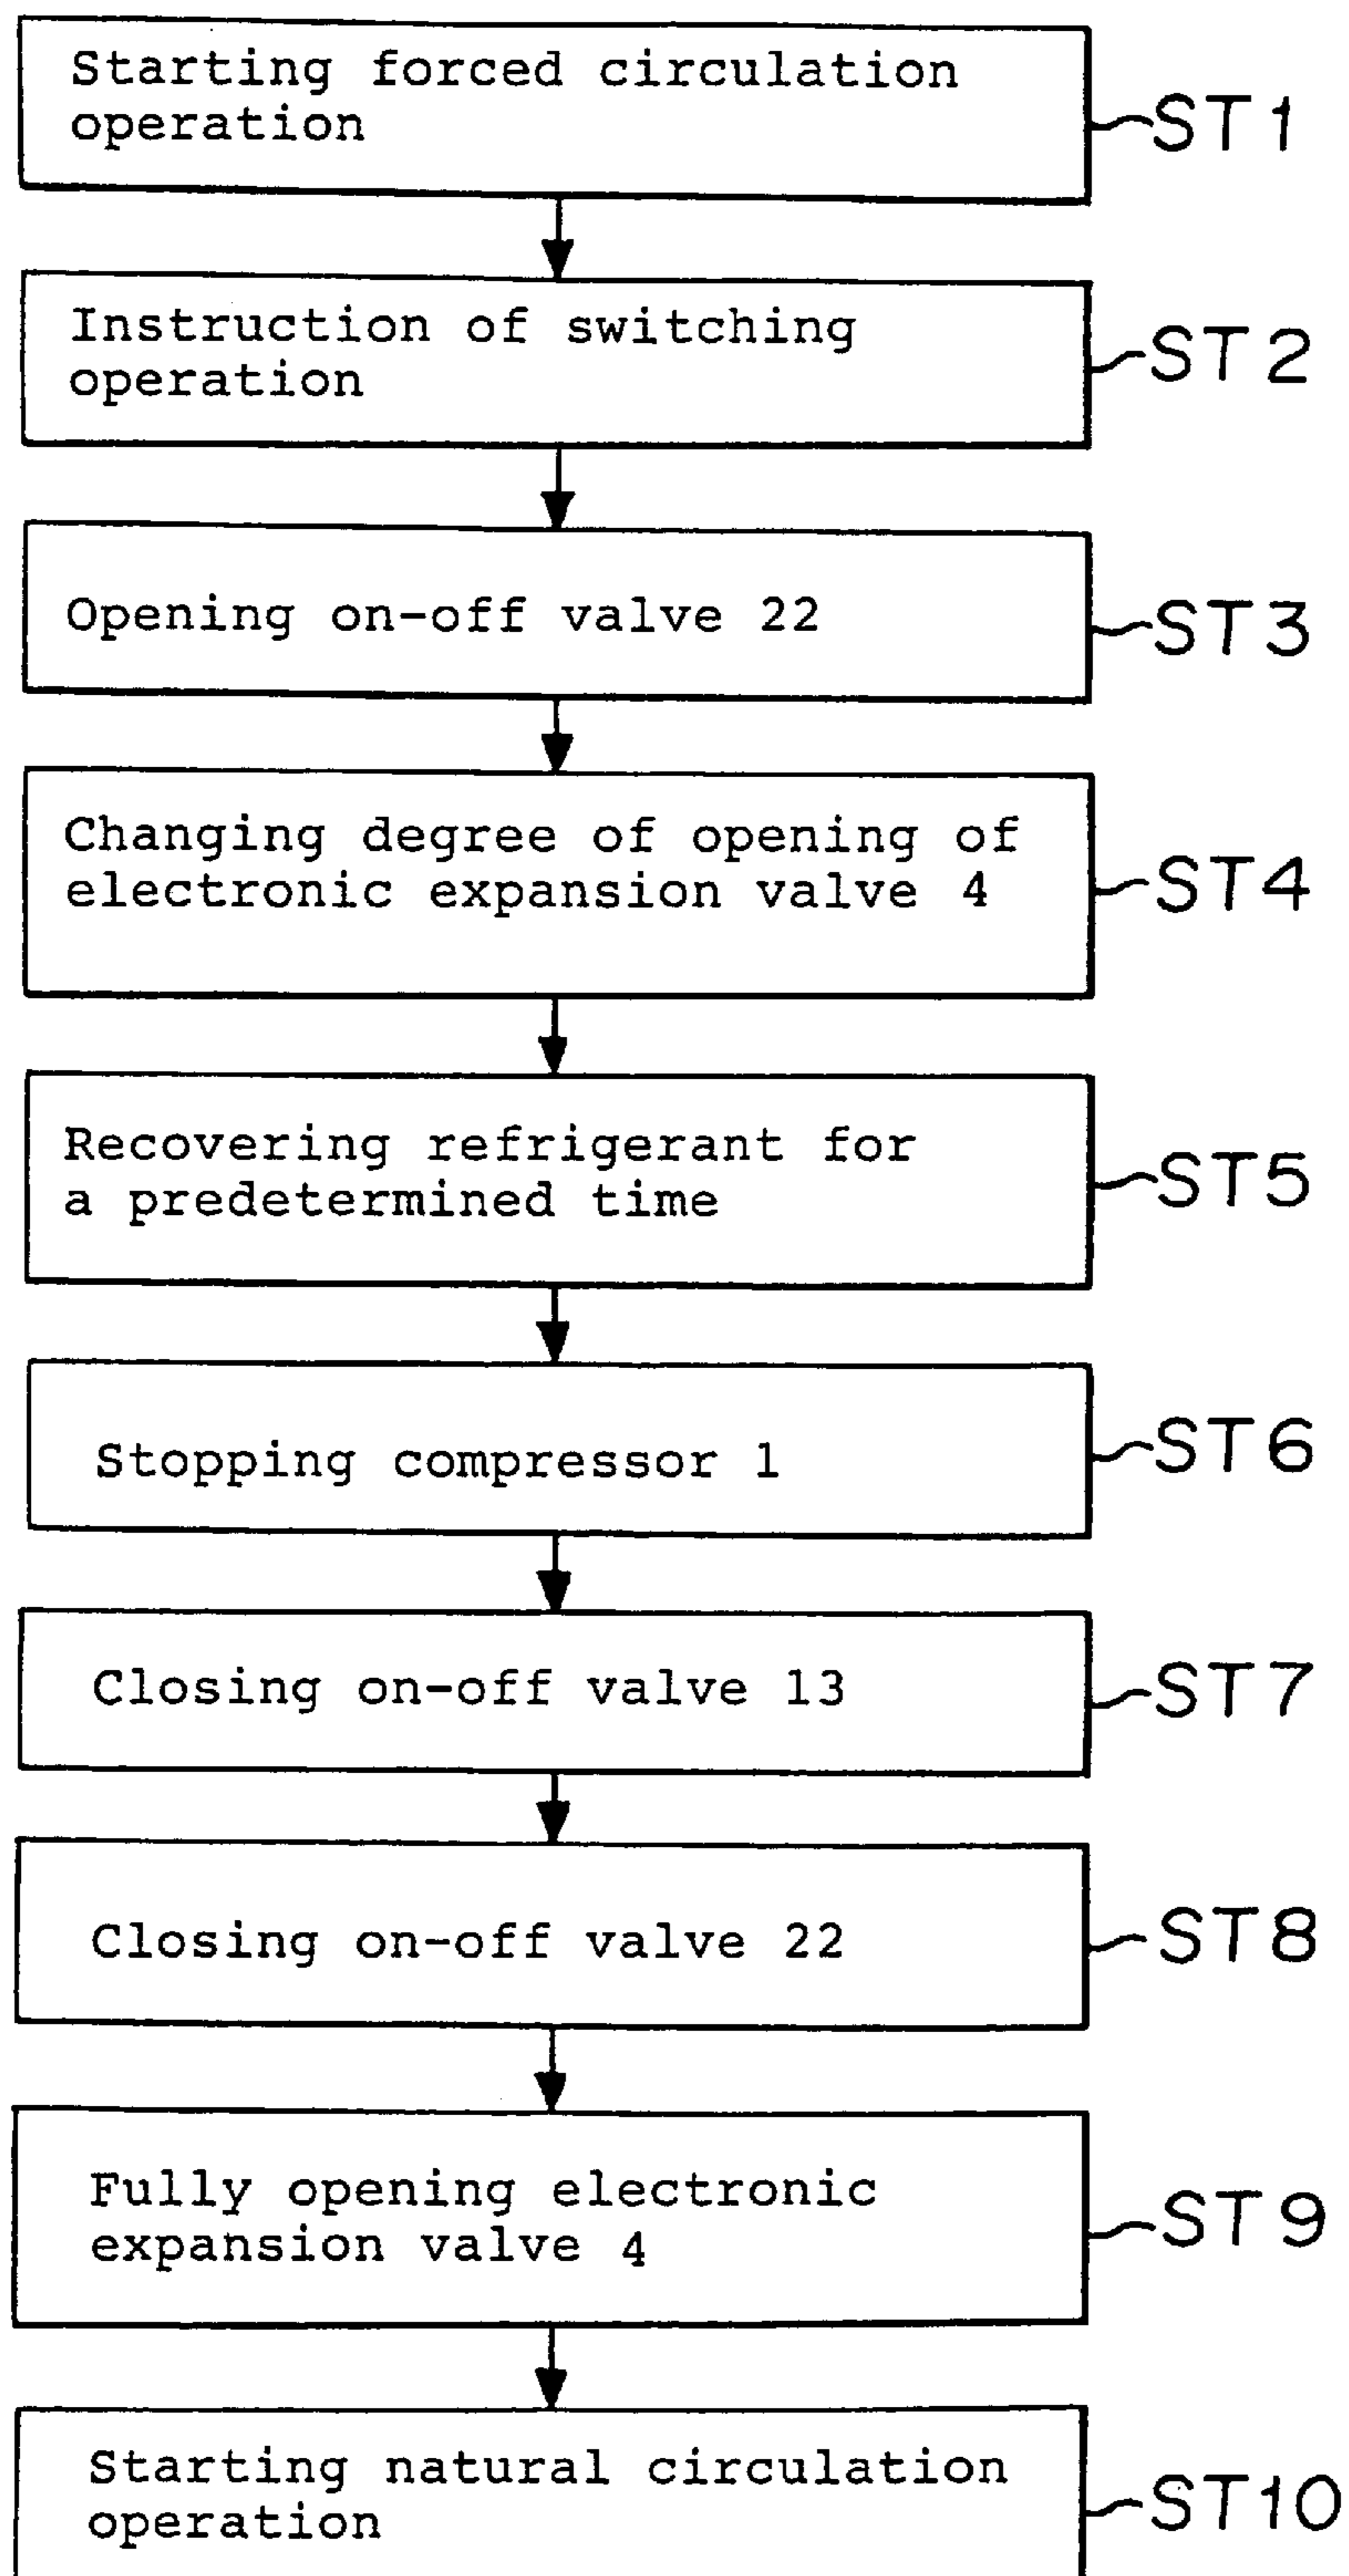 Starting forced circulation
operation
ST1
Instruction of switching
operation
ST2
Opening on-off valve 22
ST3
Changing degree of opening of
electronic expansion valve 4
ST4
Recovering refrigerant for
a predetermined time
ST5
Stopping compressor 1
ST6
Closing on-off valve 13
ST7
Closing on-off valve 22
ST8
Fully opening electronic
expansion valve 4
ST9
Starting natural circulation
operation
ST10